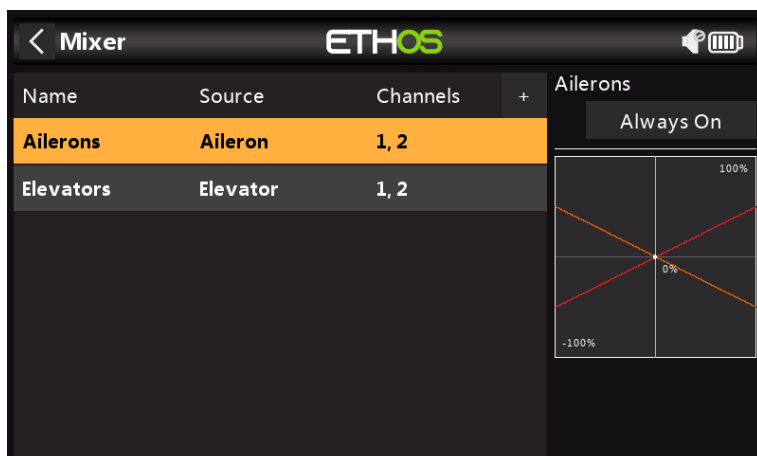 Mixer
ETHOS
Name Source Channels +
Ailerons Aileron 1, 2
Elevators Elevator 1, 2
Ailerons
Always On
100%
0%
-100%